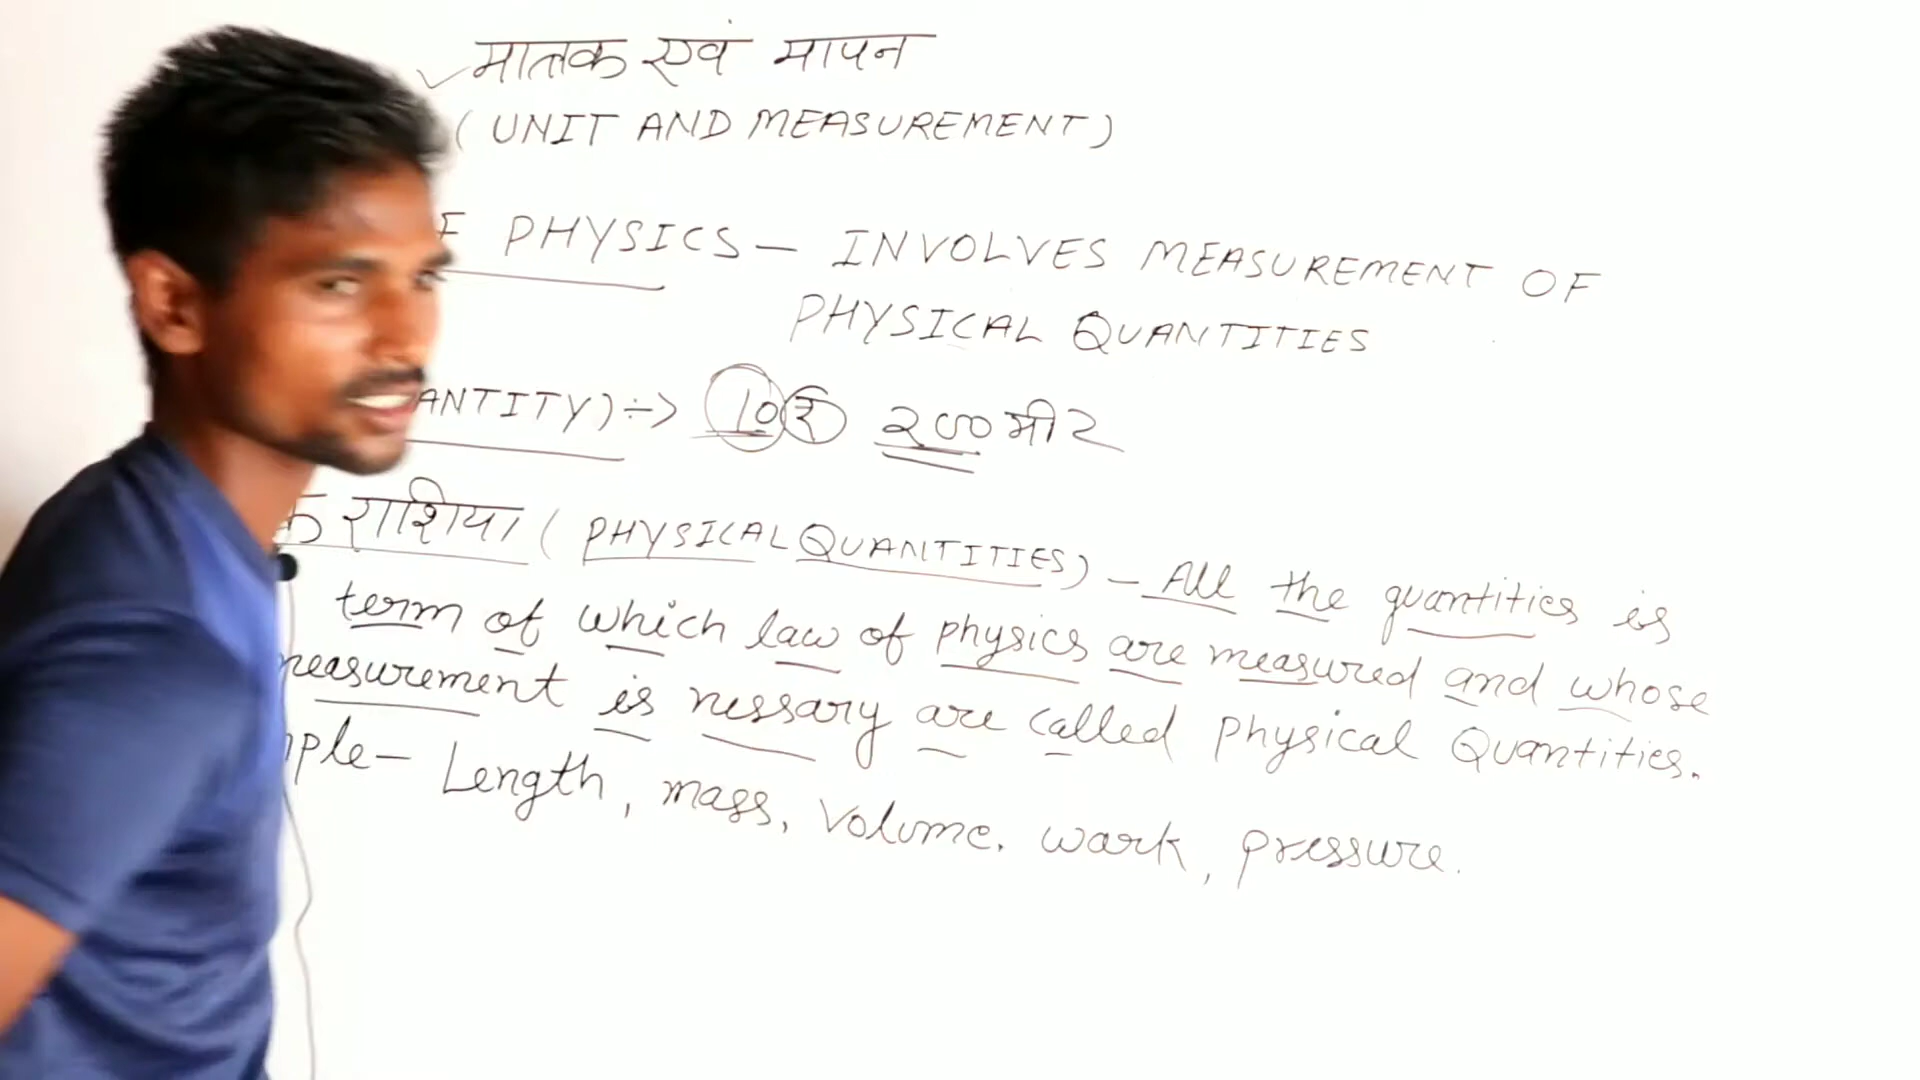 मात्तक एवं मापन
(UNIT AND MEASUREMENT)
F PHYSICS – INVOLVES MEASUREMENT OF
PHYSICAL QUANTITIES
ANTITY) ÷> 10₹ 200 मीटर
क राशिया (PHYSICAL QUANTITIES) – All the quantities is
term of which law of physics are measured and whose
measurement is nessary are called Physical Quantities.
mple – Length, mass, Volume. wark, pressure.